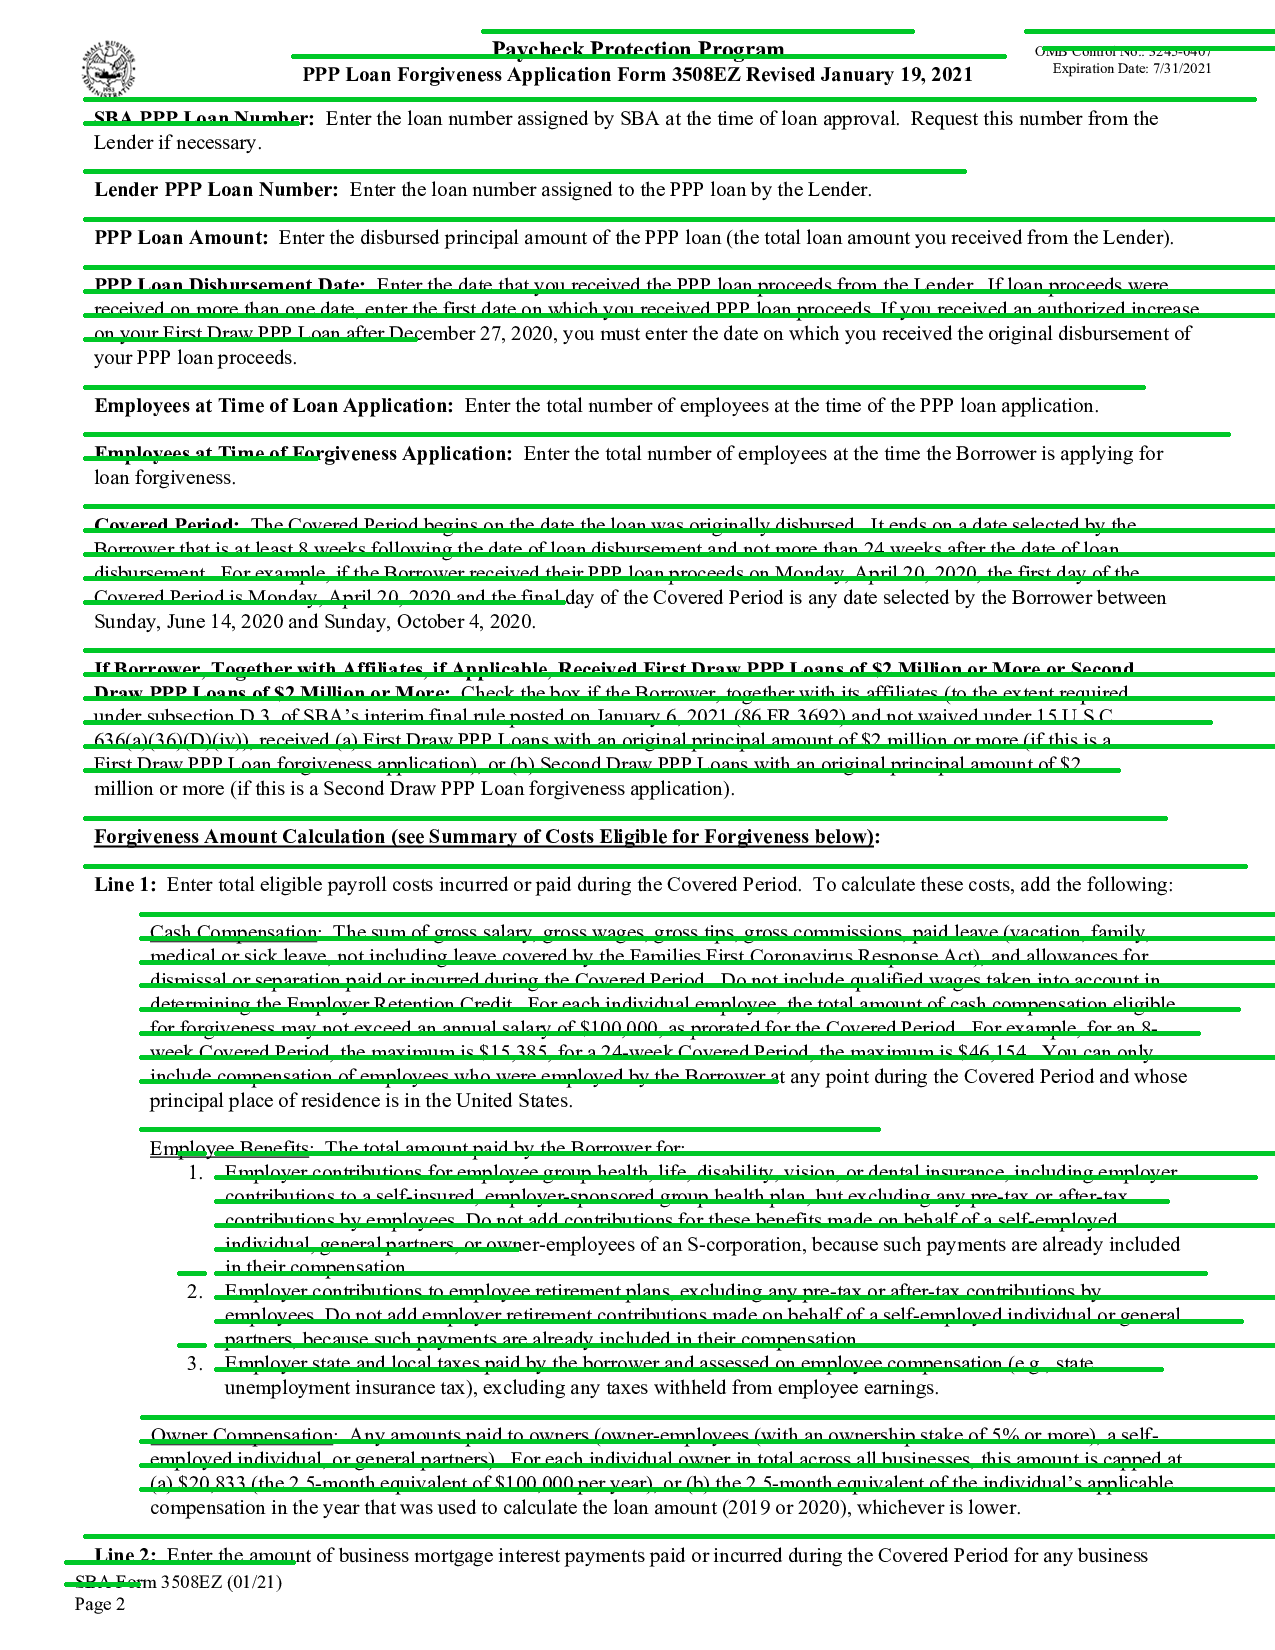 Paycheck Protection Program
OMB Control No.: 3245-0407
PPP Loan Forgiveness Application Form 3508EZ Revised January 19, 2021
Expiration Date: 7/31/2021
SBA PPP Loan Number: Enter the loan number assigned by SBA at the time of loan approval. Request this number from the
Lender if necessary.
Lender PPP Loan Number: Enter the loan number assigned to the PPP loan by the Lender.
PPP Loan Amount: Enter the disbursed principal amount of the PPP loan (the total loan amount you received from the Lender).
PPP Loan Disbursement Date: Enter the date that you received the PPP loan proceeds from the Lender. If loan proceeds were
received on more than one date, enter the first date on which you received PPP loan proceeds. If you received an authorized increase
on your First Draw PPP Loan after December 27, 2020, you must enter the date on which you received the original disbursement of
your PPP loan proceeds.
Employees at Time of Loan Application: Enter the total number of employees at the time of the PPP loan application.
Employees at Time of Forgiveness Application: Enter the total number of employees at the time the Borrower is applying for
loan forgiveness.
Covered Period: The Covered Period begins on the date the loan was originally disbursed. It ends on a date selected by the
Borrower that is at least 8 weeks following the date of loan disbursement and not more than 24 weeks after the date of loan
disbursement. For example, if the Borrower received their PPP loan proceeds on Monday, April 20, 2020, the first day of the
Covered Period is Monday, April 20, 2020 and the final day of the Covered Period is any date selected by the Borrower between
Sunday, June 14, 2020 and Sunday, October 4, 2020.
If Borrower, Together with Affiliates, if Applicable, Received First Draw PPP Loans of $2 Million or More or Second
Draw PPP Loans of $2 Million or More: Check the box if the Borrower, together with its affiliates (to the extent required
under subsection D.3. of SBA's interim final rule posted on January 6, 2021 (86 FR 3692) and not waived under 15 U.S.C.
636(a)(36)(D)(iv)), received (a) First Draw PPP Loans with an original principal amount of $2 million or more (if this is a
First Draw PPP Loan forgiveness application), or (b) Second Draw PPP Loans with an original principal amount of $2
million or more (if this is a Second Draw PPP Loan forgiveness application).
Forgiveness Amount Calculation (see Summary of Costs Eligible for Forgiveness below):
Line 1: Enter total eligible payroll costs incurred or paid during the Covered Period. To calculate these costs, add the following:
Cash Compensation: The sum of gross salary, gross wages, gross tips, gross commissions, paid leave (vacation, family,
medical or sick leave, not including leave covered by the Families First Coronavirus Response Act), and allowances for
dismissal or separation paid or incurred during the Covered Period. Do not include qualified wages taken into account in
determining the Employer Retention Credit. For each individual employee, the total amount of cash compensation eligible
for forgiveness may not exceed an annual salary of $100,000, as prorated for the Covered Period. For example, for an 8-
week Covered Period, the maximum is $15,385, for a 24-week Covered Period, the maximum is $46,154. You can only
include compensation of employees who were employed by the Borrower at any point during the Covered Period and whose
principal place of residence is in the United States.
Employee Benefits: The total amount paid by the Borrower for:
1. Employer contributions for employee group health, life, disability, vision, or dental insurance, including employer
contributions to a self-insured, employer-sponsored group health plan, but excluding any pre-tax or after-tax
contributions by employees. Do not add contributions for these benefits made on behalf of a self-employed
individual, general partners, or owner-employees of an S-corporation, because such payments are already included
in their compensation.
2. Employer contributions to employee retirement plans, excluding any pre-tax or after-tax contributions by
employees. Do not add employer retirement contributions made on behalf of a self-employed individual or general
partners, because such payments are already included in their compensation.
3. Employer state and local taxes paid by the borrower and assessed on employee compensation (e.g., state
unemployment insurance tax), excluding any taxes withheld from employee earnings.
Owner Compensation: Any amounts paid to owners (owner-employees (with an ownership stake of 5% or more), a self-
employed individual, or general partners). For each individual owner in total across all businesses, this amount is capped at
(a) $20,833 (the 2.5-month equivalent of $100,000 per year), or (b) the 2.5-month equivalent of the individual's applicable
compensation in the year that was used to calculate the loan amount (2019 or 2020), whichever is lower.
Line 2: Enter the amount of business mortgage interest payments paid or incurred during the Covered Period for any business
SBA Form 3508EZ (01/21)
Page 2